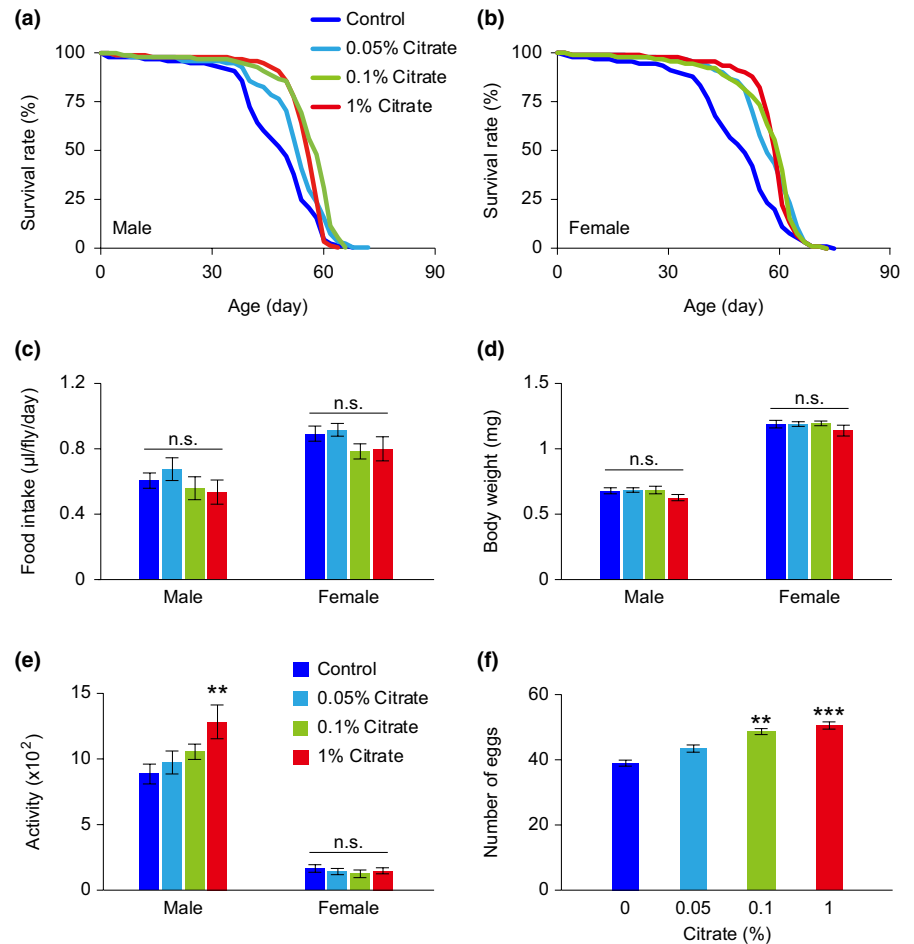 (a)
Control
0.05% Citrate
0.1% Citrate
1% Citrate
Survival rate (%)
100
75
50
25
0
Male
0 30 60 90
Age (day)
(b)
Survival rate (%)
100
75
50
25
0
Female
0 30 60 90
Age (day)
(c)
Food intake (µl/fly/day)
1.2
0.8
0.4
0
n.s.
n.s.
Male Female
(d)
Body weight (mg)
1.5
1
0.5
0
n.s.
n.s.
Male Female
(e)
Control
0.05% Citrate
0.1% Citrate
1% Citrate
Activity (x10²)
15
10
5
0
**
n.s.
Male Female
(f)
Number of eggs
60
40
20
0
**
***
0 0.05 0.1 1
Citrate (%)